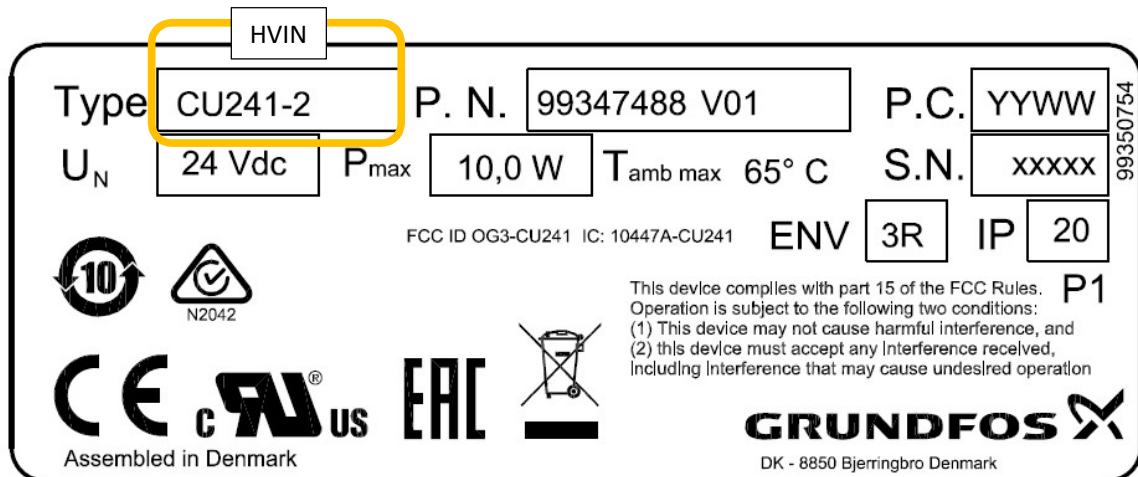 HVIN
Type CU241-2 P. N. 99347488 V01 P.C. YYWW
UN 24 Vdc Pmax 10,0 W Tamb max 65° C S.N. xxxxx
99350754
FCC ID OG3-CU241 IC: 10447A-CU241 ENV 3R IP 20
10
N2042
This device complies with part 15 of the FCC Rules. P1
Operation is subject to the following two conditions:
(1) This device may not cause harmful interference, and
(2) this device must accept any interference received,
including interference that may cause undesired operation
CE c RU ® US EAC
Assembled in Denmark
GRUNDFOS
DK - 8850 Bjerringbro Denmark